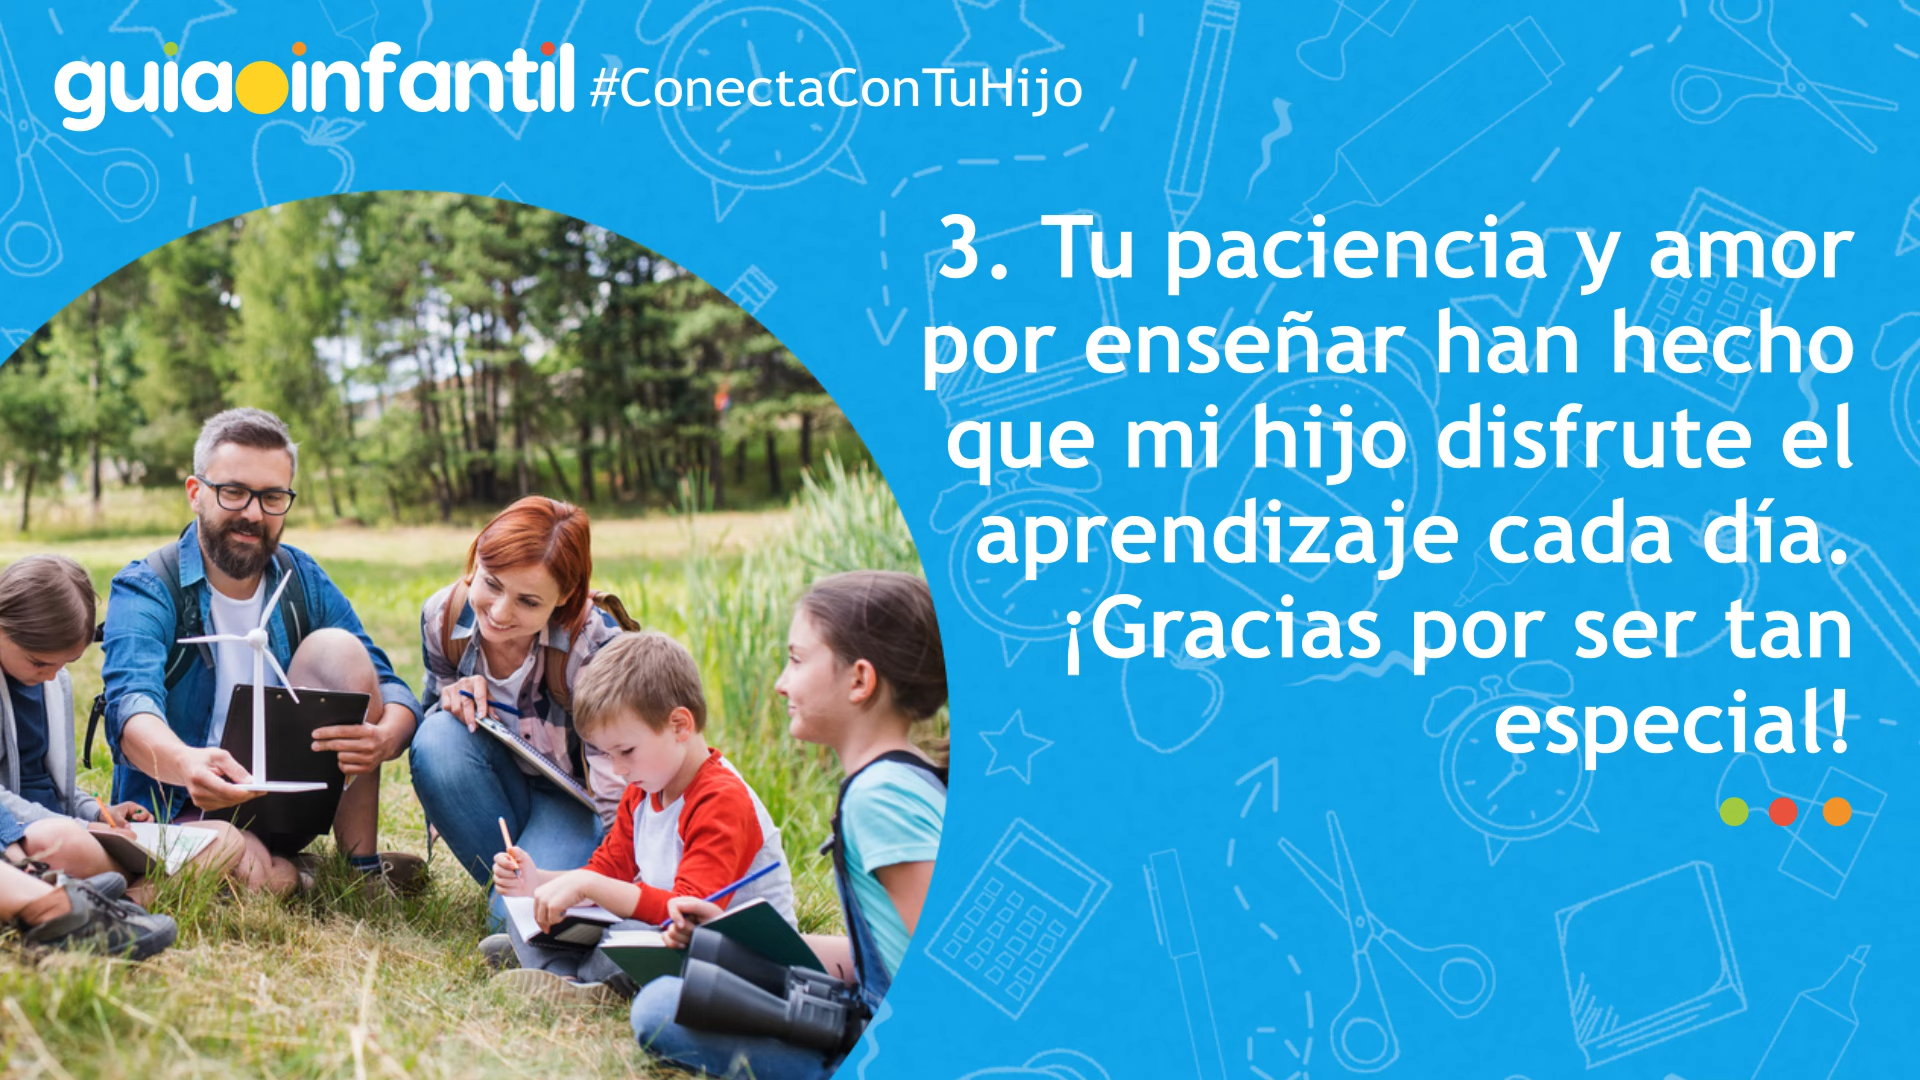 guiainfantil #ConectaConTuHijo
3. Tu paciencia y amor
por enseñar han hecho
que mi hijo disfrute el
aprendizaje cada día.
¡Gracias por ser tan
especial!